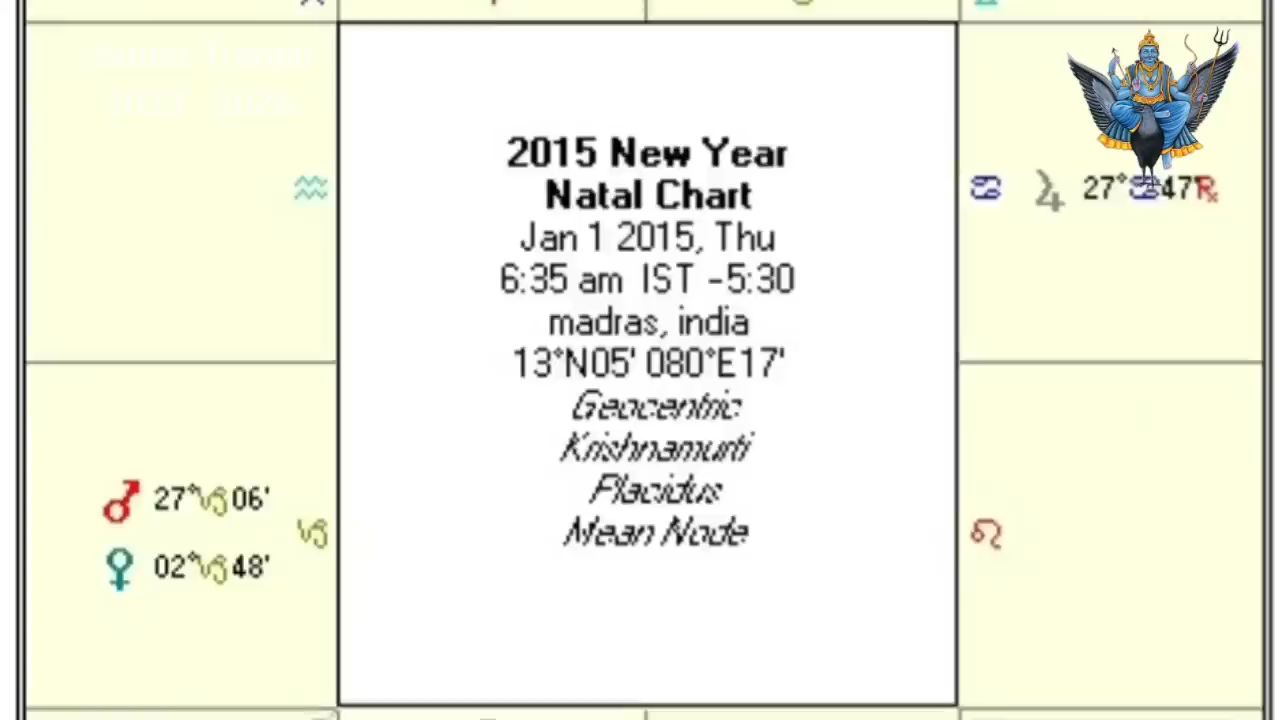 2015 New Year
Natal Chart
Jan 1 2015, Thu
6:35 am IST -5:30
madras, india
13°N05' 080°E17'
Geocentric
Krishnamurti
Placidus
Mean Node
♒
♋ ♃ 27°♋47' ℞
♂ 27°♑06'
♑
♀ 02°♑48'
♌